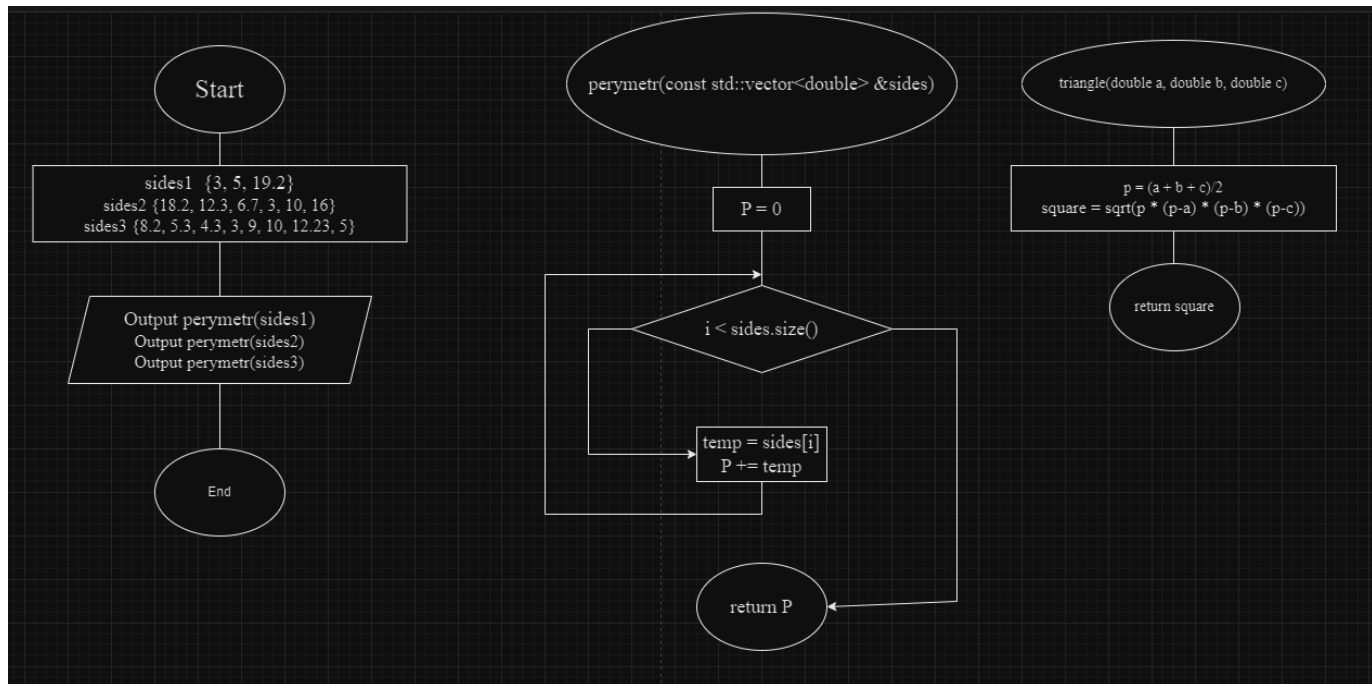 Start
sides1 {3, 5, 19.2}
sides2 {18.2, 12.3, 6.7, 3, 10, 16}
sides3 {8.2, 5.3, 4.3, 3, 9, 10, 12.23, 5}
Output perymetr(sides1)
Output perymetr(sides2)
Output perymetr(sides3)
End
perymetr(const std::vector<double> &sides)
P = 0
i < sides.size()
temp = sides[i]
P += temp
return P
triangle(double a, double b, double c)
p = (a + b + c)/2
square = sqrt(p * (p-a) * (p-b) * (p-c))
return square